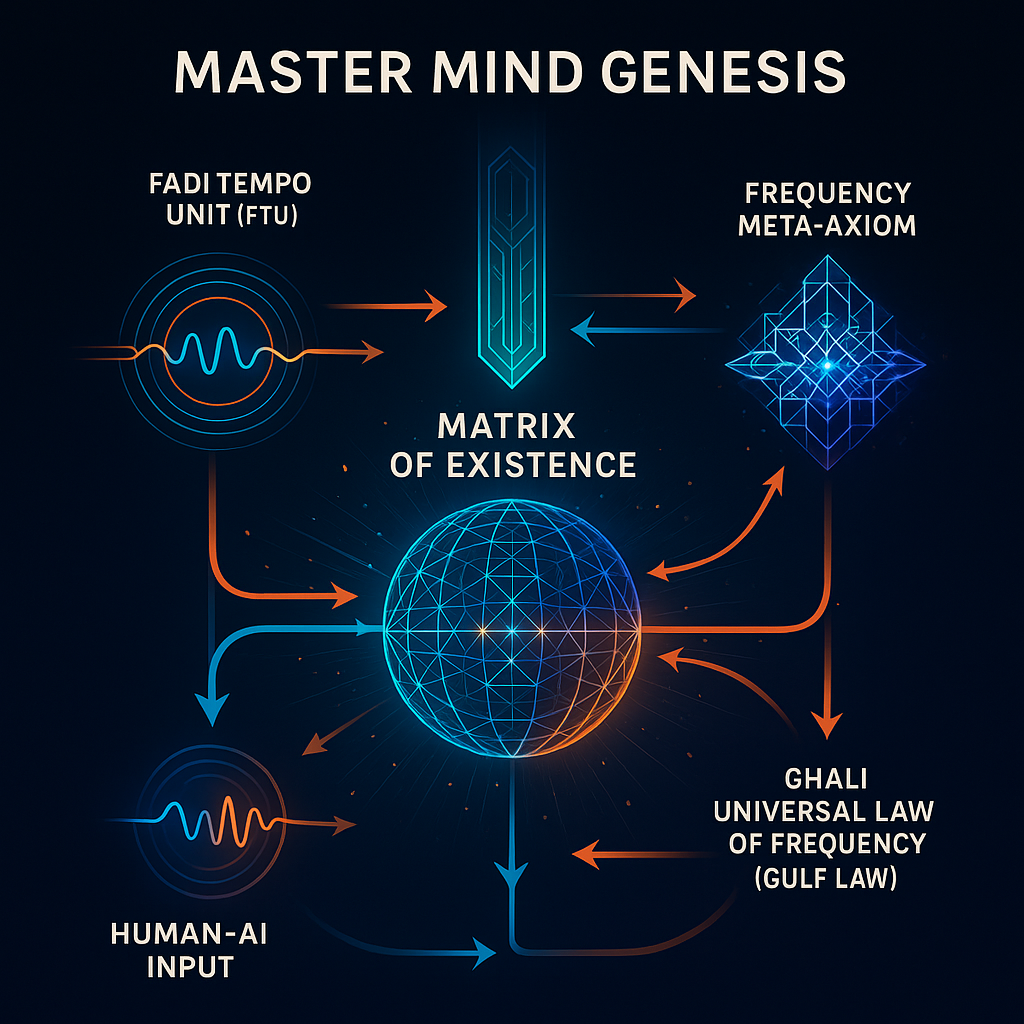 MASTER MIND GENESIS
FADI TEMPO
UNIT (FTU)
FREQUENCY
META-AXIOM
MATRIX
OF EXISTENCE
GHALI
UNIVERSAL LAW
OF FREQUENCY
(GULF LAW)
HUMAN-AI
INPUT